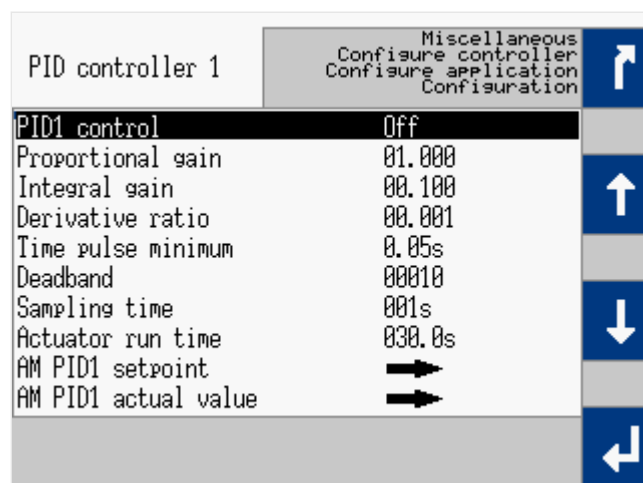 PID controller 1
Miscellaneous
Configure controller
Configure application
Configuration
PID1 control Off
Proportional gain 01.000
Integral gain 00.100
Derivative ratio 00.001
Time pulse minimum 0.05s
Deadband 00010
Sampling time 001s
Actuator run time 030.0s
AM PID1 setpoint
AM PID1 actual value